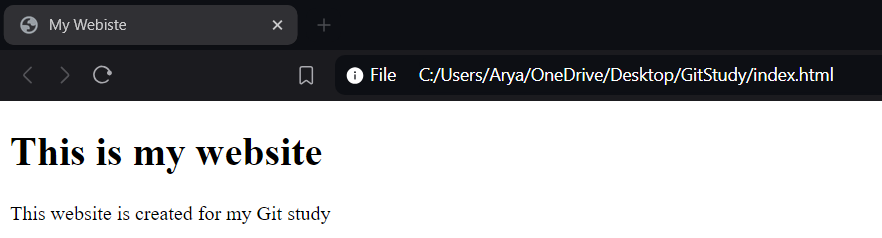 My Webiste
File C:/Users/Arya/OneDrive/Desktop/GitStudy/index.html
This is my website
This website is created for my Git study